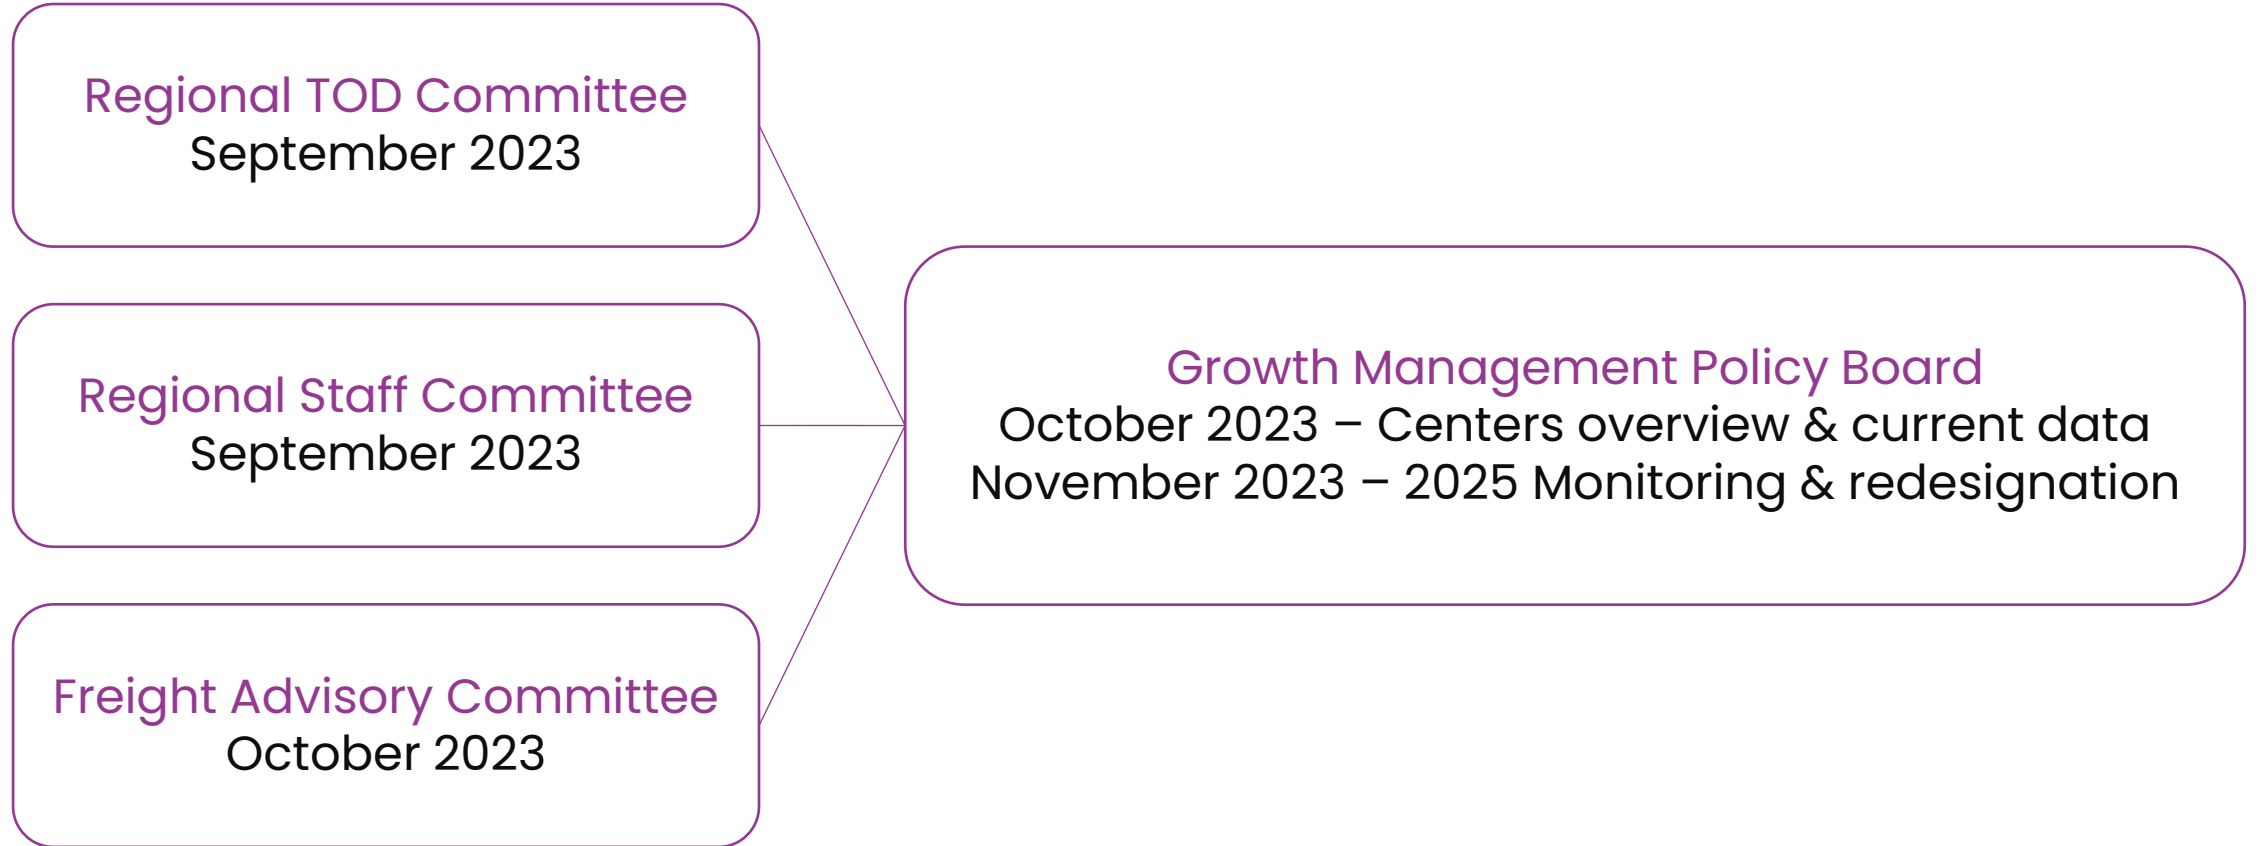 Regional TOD Committee
September 2023
Regional Staff Committee
September 2023
Freight Advisory Committee
October 2023
Growth Management Policy Board
October 2023 – Centers overview & current data
November 2023 – 2025 Monitoring & redesignation